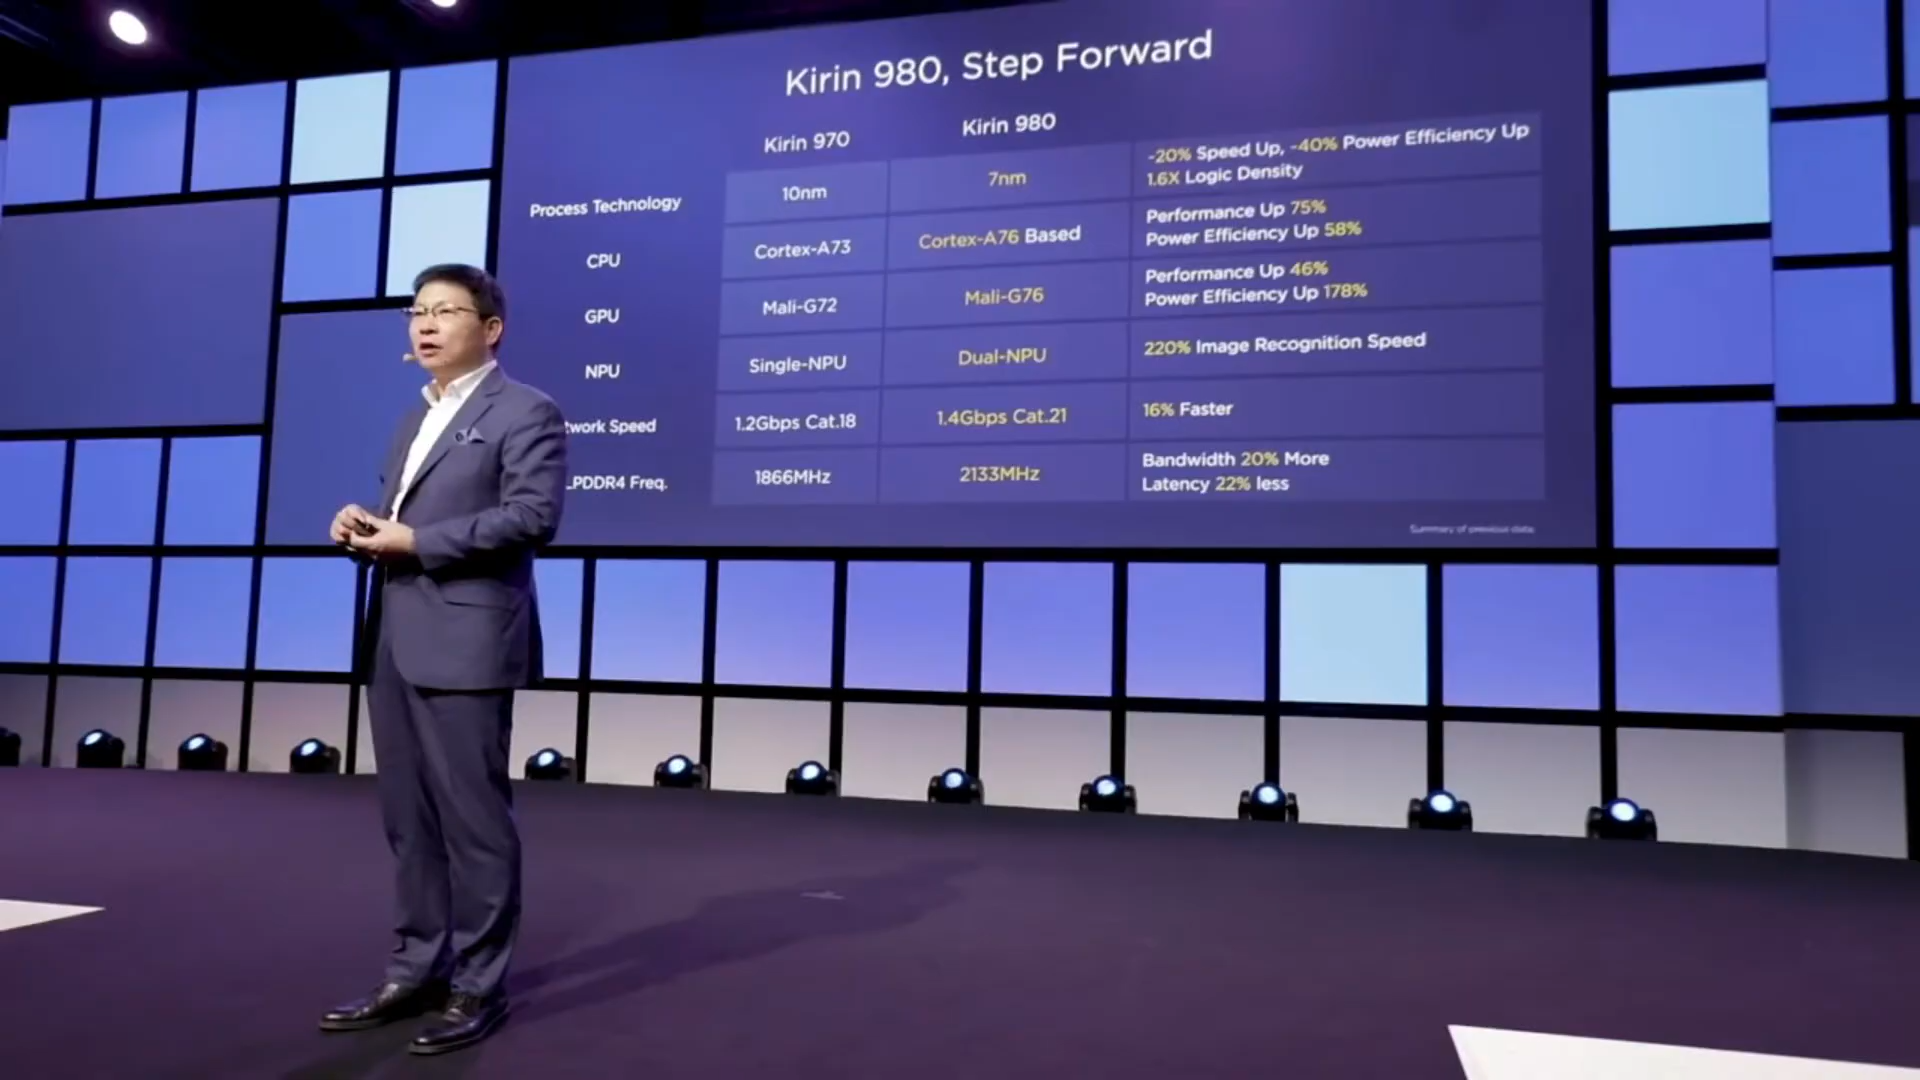 Kirin 980, Step Forward
Kirin 970 Kirin 980
Process Technology 10nm 7nm -20% Speed Up, -40% Power Efficiency Up
1.6X Logic Density
CPU Cortex-A73 Cortex-A76 Based Performance Up 75%
Power Efficiency Up 58%
GPU Mali-G72 Mali-G76 Performance Up 46%
Power Efficiency Up 178%
NPU Single-NPU Dual-NPU 220% Image Recognition Speed
twork Speed 1.2Gbps Cat.18 1.4Gbps Cat.21 16% Faster
LPDDR4 Freq. 1866MHz 2133MHz Bandwidth 20% More
Latency 22% less
Summary of previous data